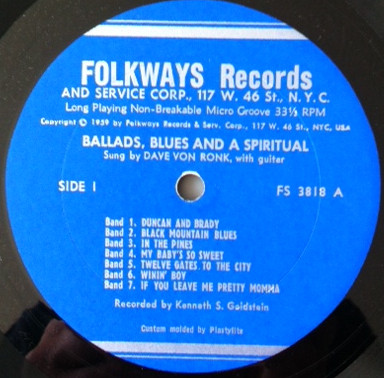 FOLKWAYS Records
AND SERVICE CORP., 117 W. 46 St., N.Y.C.
Long Playing Non-Breakable Micro Groove 33⅓ RPM
Copyright © 1959 by Folkways Records & Serv. Corp., 117 W. 46 St., NYC, USA
BALLADS, BLUES AND A SPIRITUAL
Sung by DAVE VON RONK, with guitar
SIDE I
FS 3818 A
Band 1. DUNCAN AND BRADY
Band 2. BLACK MOUNTAIN BLUES
Band 3. IN THE PINES
Band 4. MY BABY'S SO SWEET
Band 5. TWELVE GATES TO THE CITY
Band 6. WININ' BOY
Band 7. IF YOU LEAVE ME PRETTY MOMMA
Recorded by Kenneth S. Goldstein
Custom molded by Plastylite